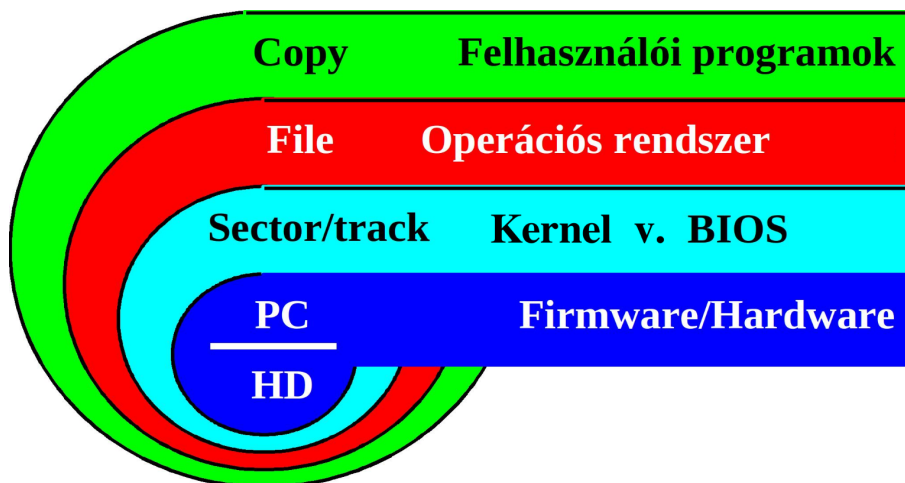 Copy Felhasználói programok
File Operációs rendszer
Sector/track Kernel v. BIOS
PC Firmware/Hardware
HD